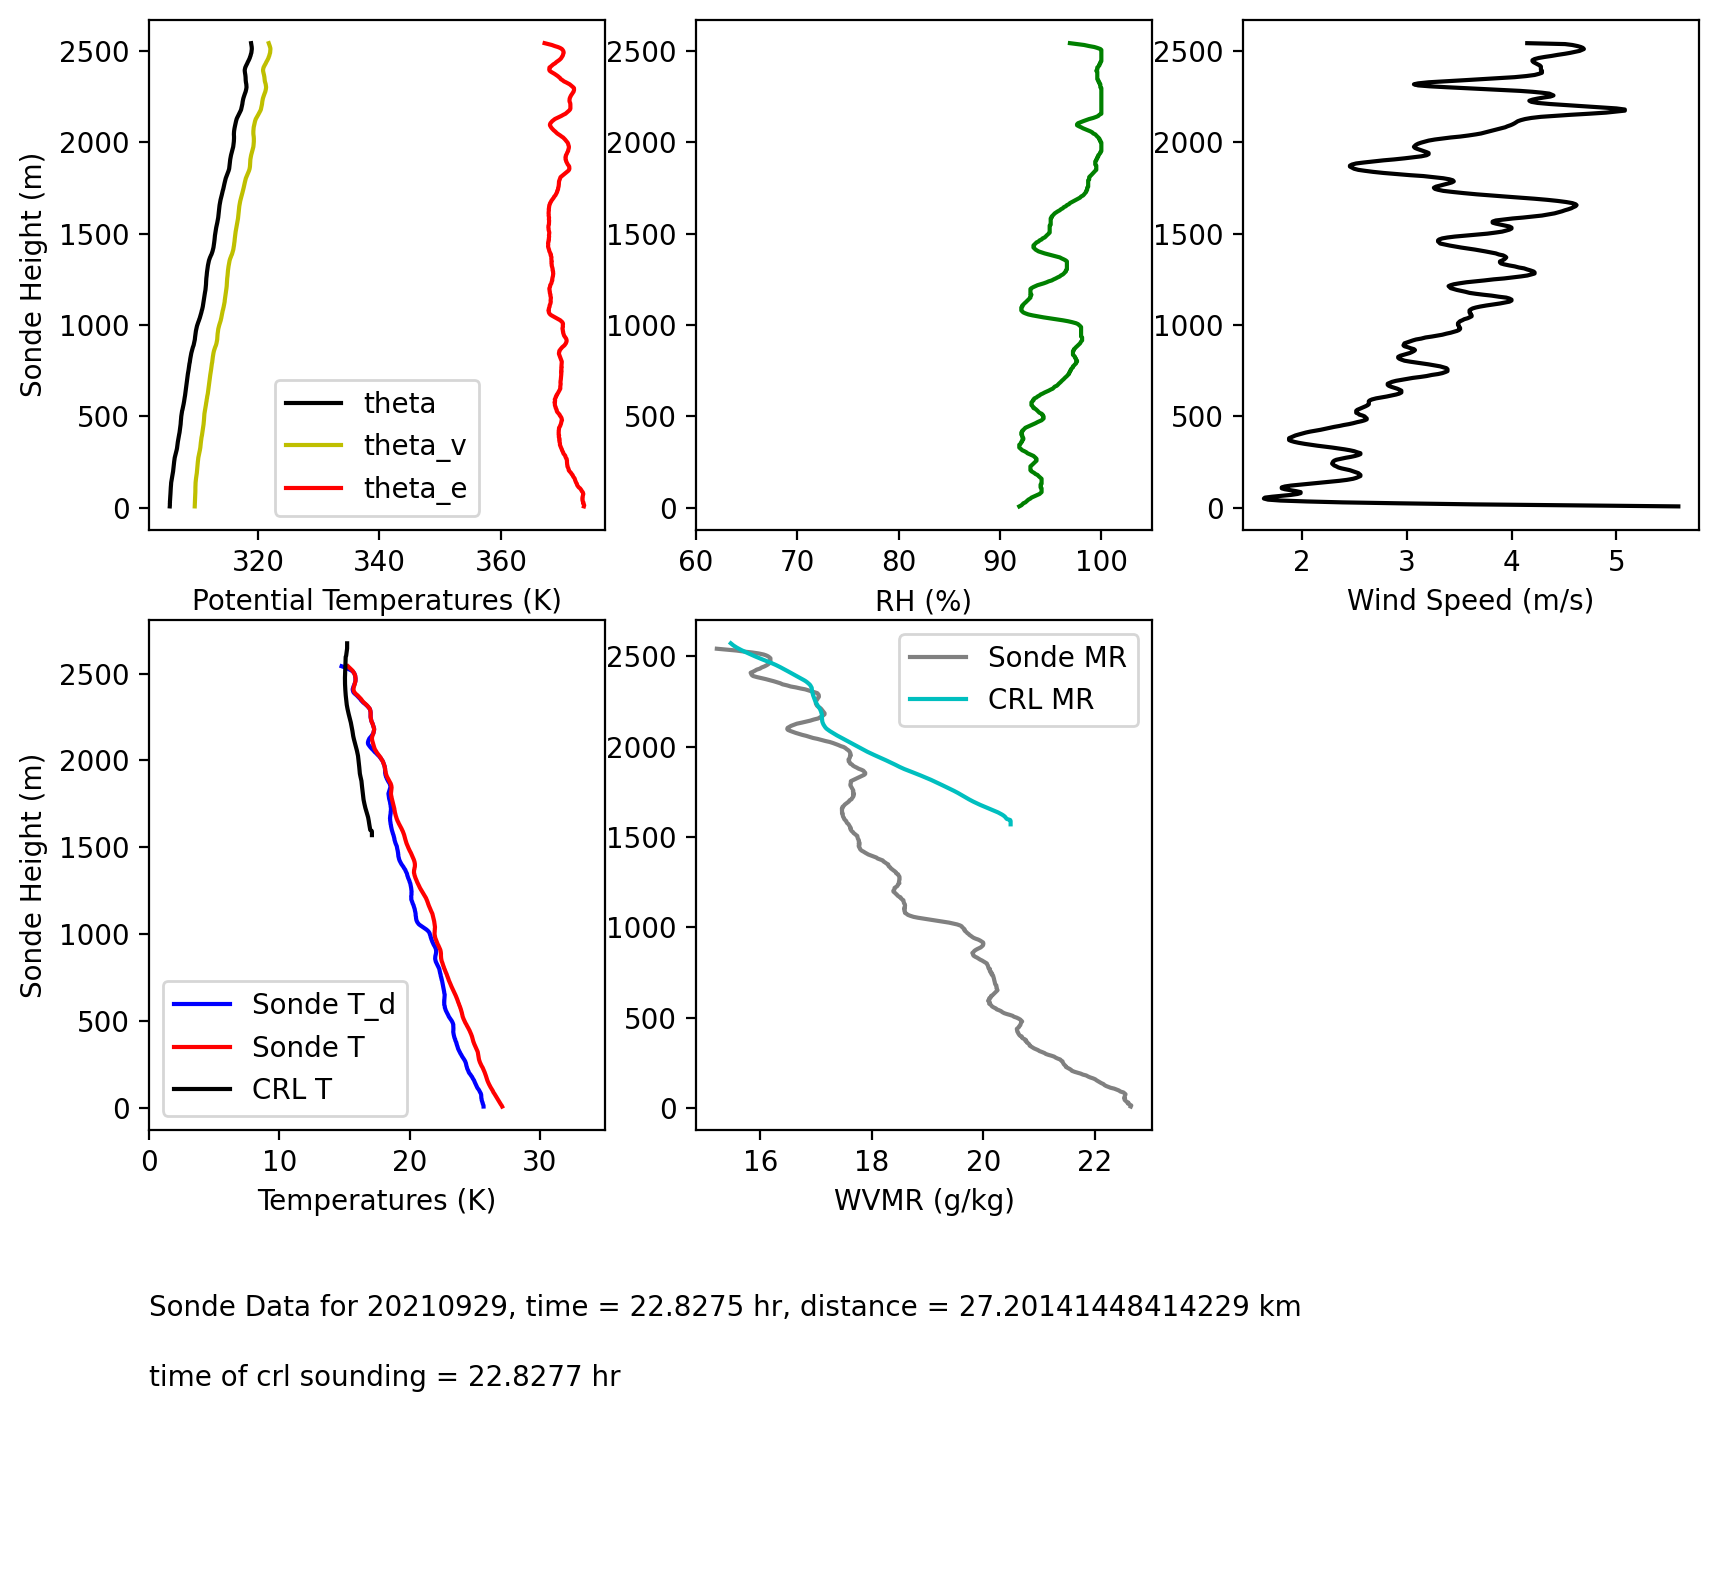 2500
2000
1500
1000
500
0
Sonde Height (m)
theta
theta_v
theta_e
320
340
360
Potential Temperatures (K)
2500
2000
1500
1000
500
0
60
70
80
90
100
RH (%)
2500
2000
1500
1000
500
0
2
3
4
5
Wind Speed (m/s)
2500
2000
1500
1000
500
0
Sonde Height (m)
Sonde T_d
Sonde T
CRL T
0
10
20
30
Temperatures (K)
2500
2000
1500
1000
500
0
Sonde MR
CRL MR
16
18
20
22
WVMR (g/kg)
Sonde Data for 20210929, time = 22.8275 hr, distance = 27.20141448414229 km
time of crl sounding = 22.8277 hr